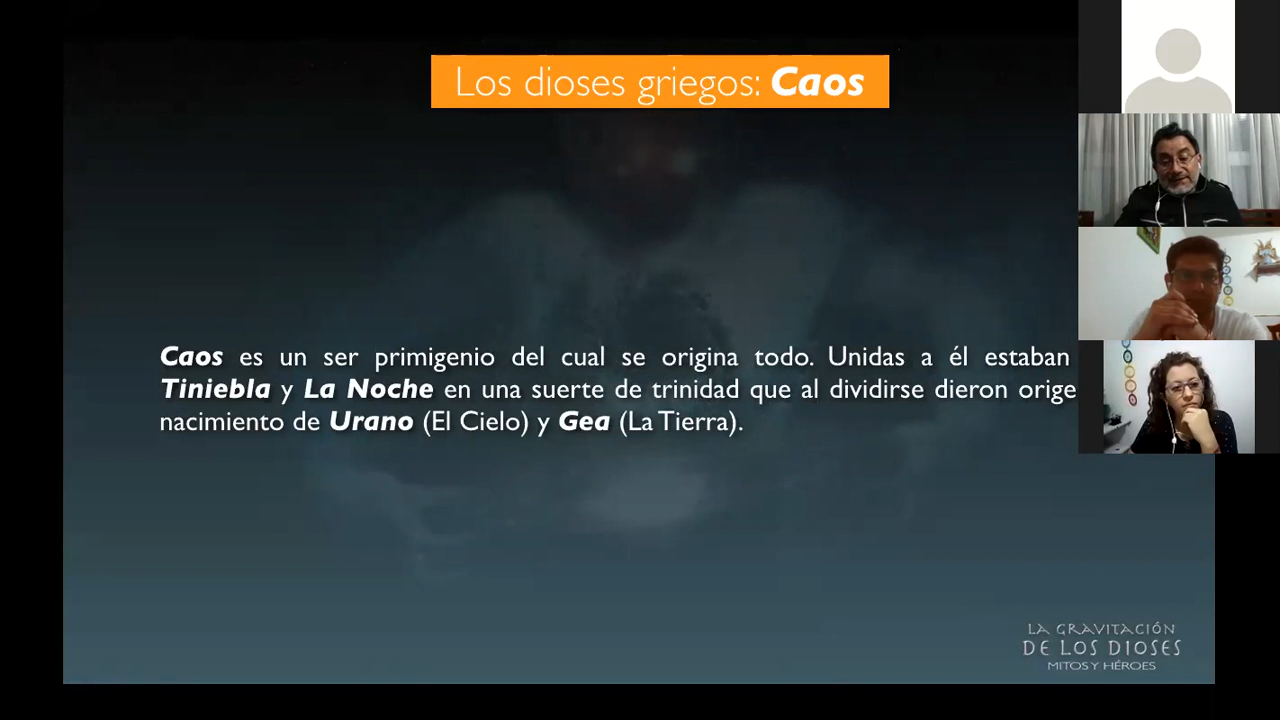 Los dioses griegos: Caos
Caos es un ser primigenio del cual se origina todo. Unidas a él estaban
Tiniebla y La Noche en una suerte de trinidad que al dividirse dieron orige
nacimiento de Urano (El Cielo) y Gea (La Tierra).
LA GRAVITACIÓN
DE LOS DIOSES
MITOS Y HÉROES